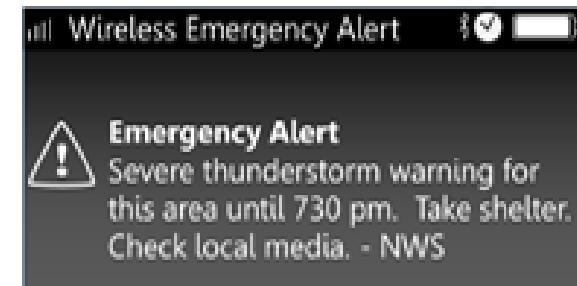 Wireless Emergency Alert
Emergency Alert
Severe thunderstorm warning for
this area until 730 pm. Take shelter.
Check local media. - NWS